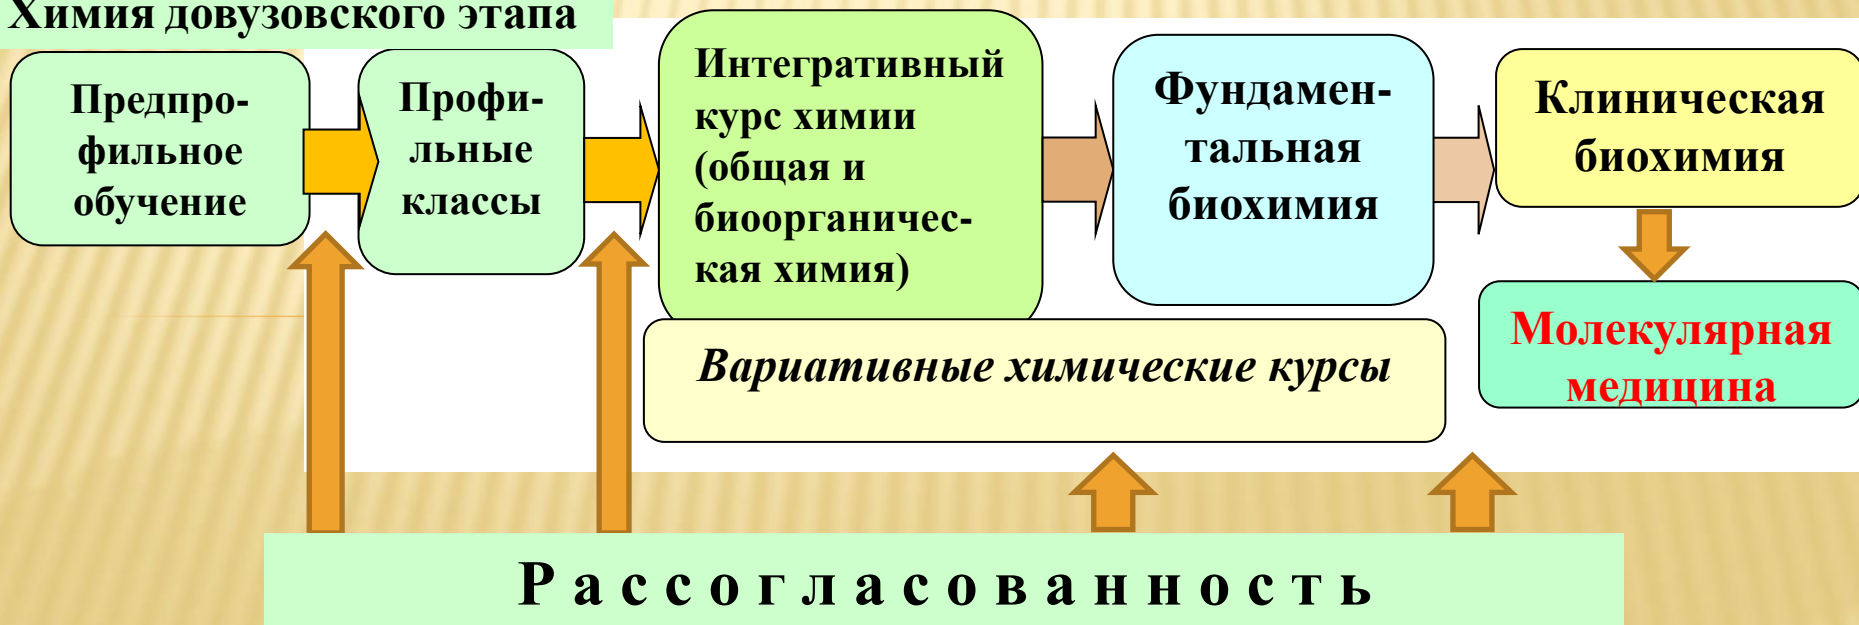 Химия довузовского этапа
Предпро-
фильное
обучение
Профи-
льные
классы
Интегративный
курс химии
(общая и
биоорганичес-
кая химия)
Фундамен-
тальная
биохимия
Клиническая
биохимия
Молекулярная
медицина
Вариативные химические курсы
Р а с с о г л а с о в а н н о с т ь